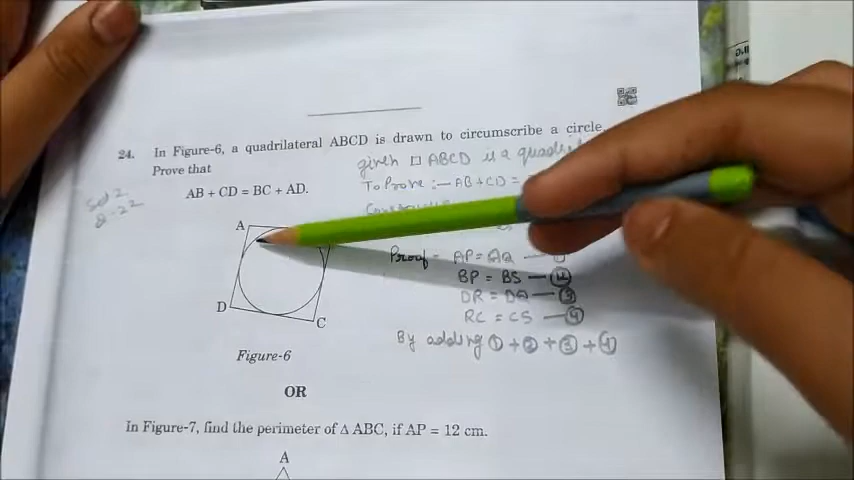 24. In Figure-6, a quadrilateral ABCD is drawn to circumscribe a circle.
Prove that
given □ ABCD is a
AB + CD = BC + AD.
To Prove :- AB+CD =
Set 2
Q.22
A
Proof = AP = AQ
BP = BS — ②
DR = DQ — ③
RC = CS — ④
D
C
By adding ① + ② + ③ + ④
Figure-6
OR
In Figure-7, find the perimeter of Δ ABC, if AP = 12 cm.
A